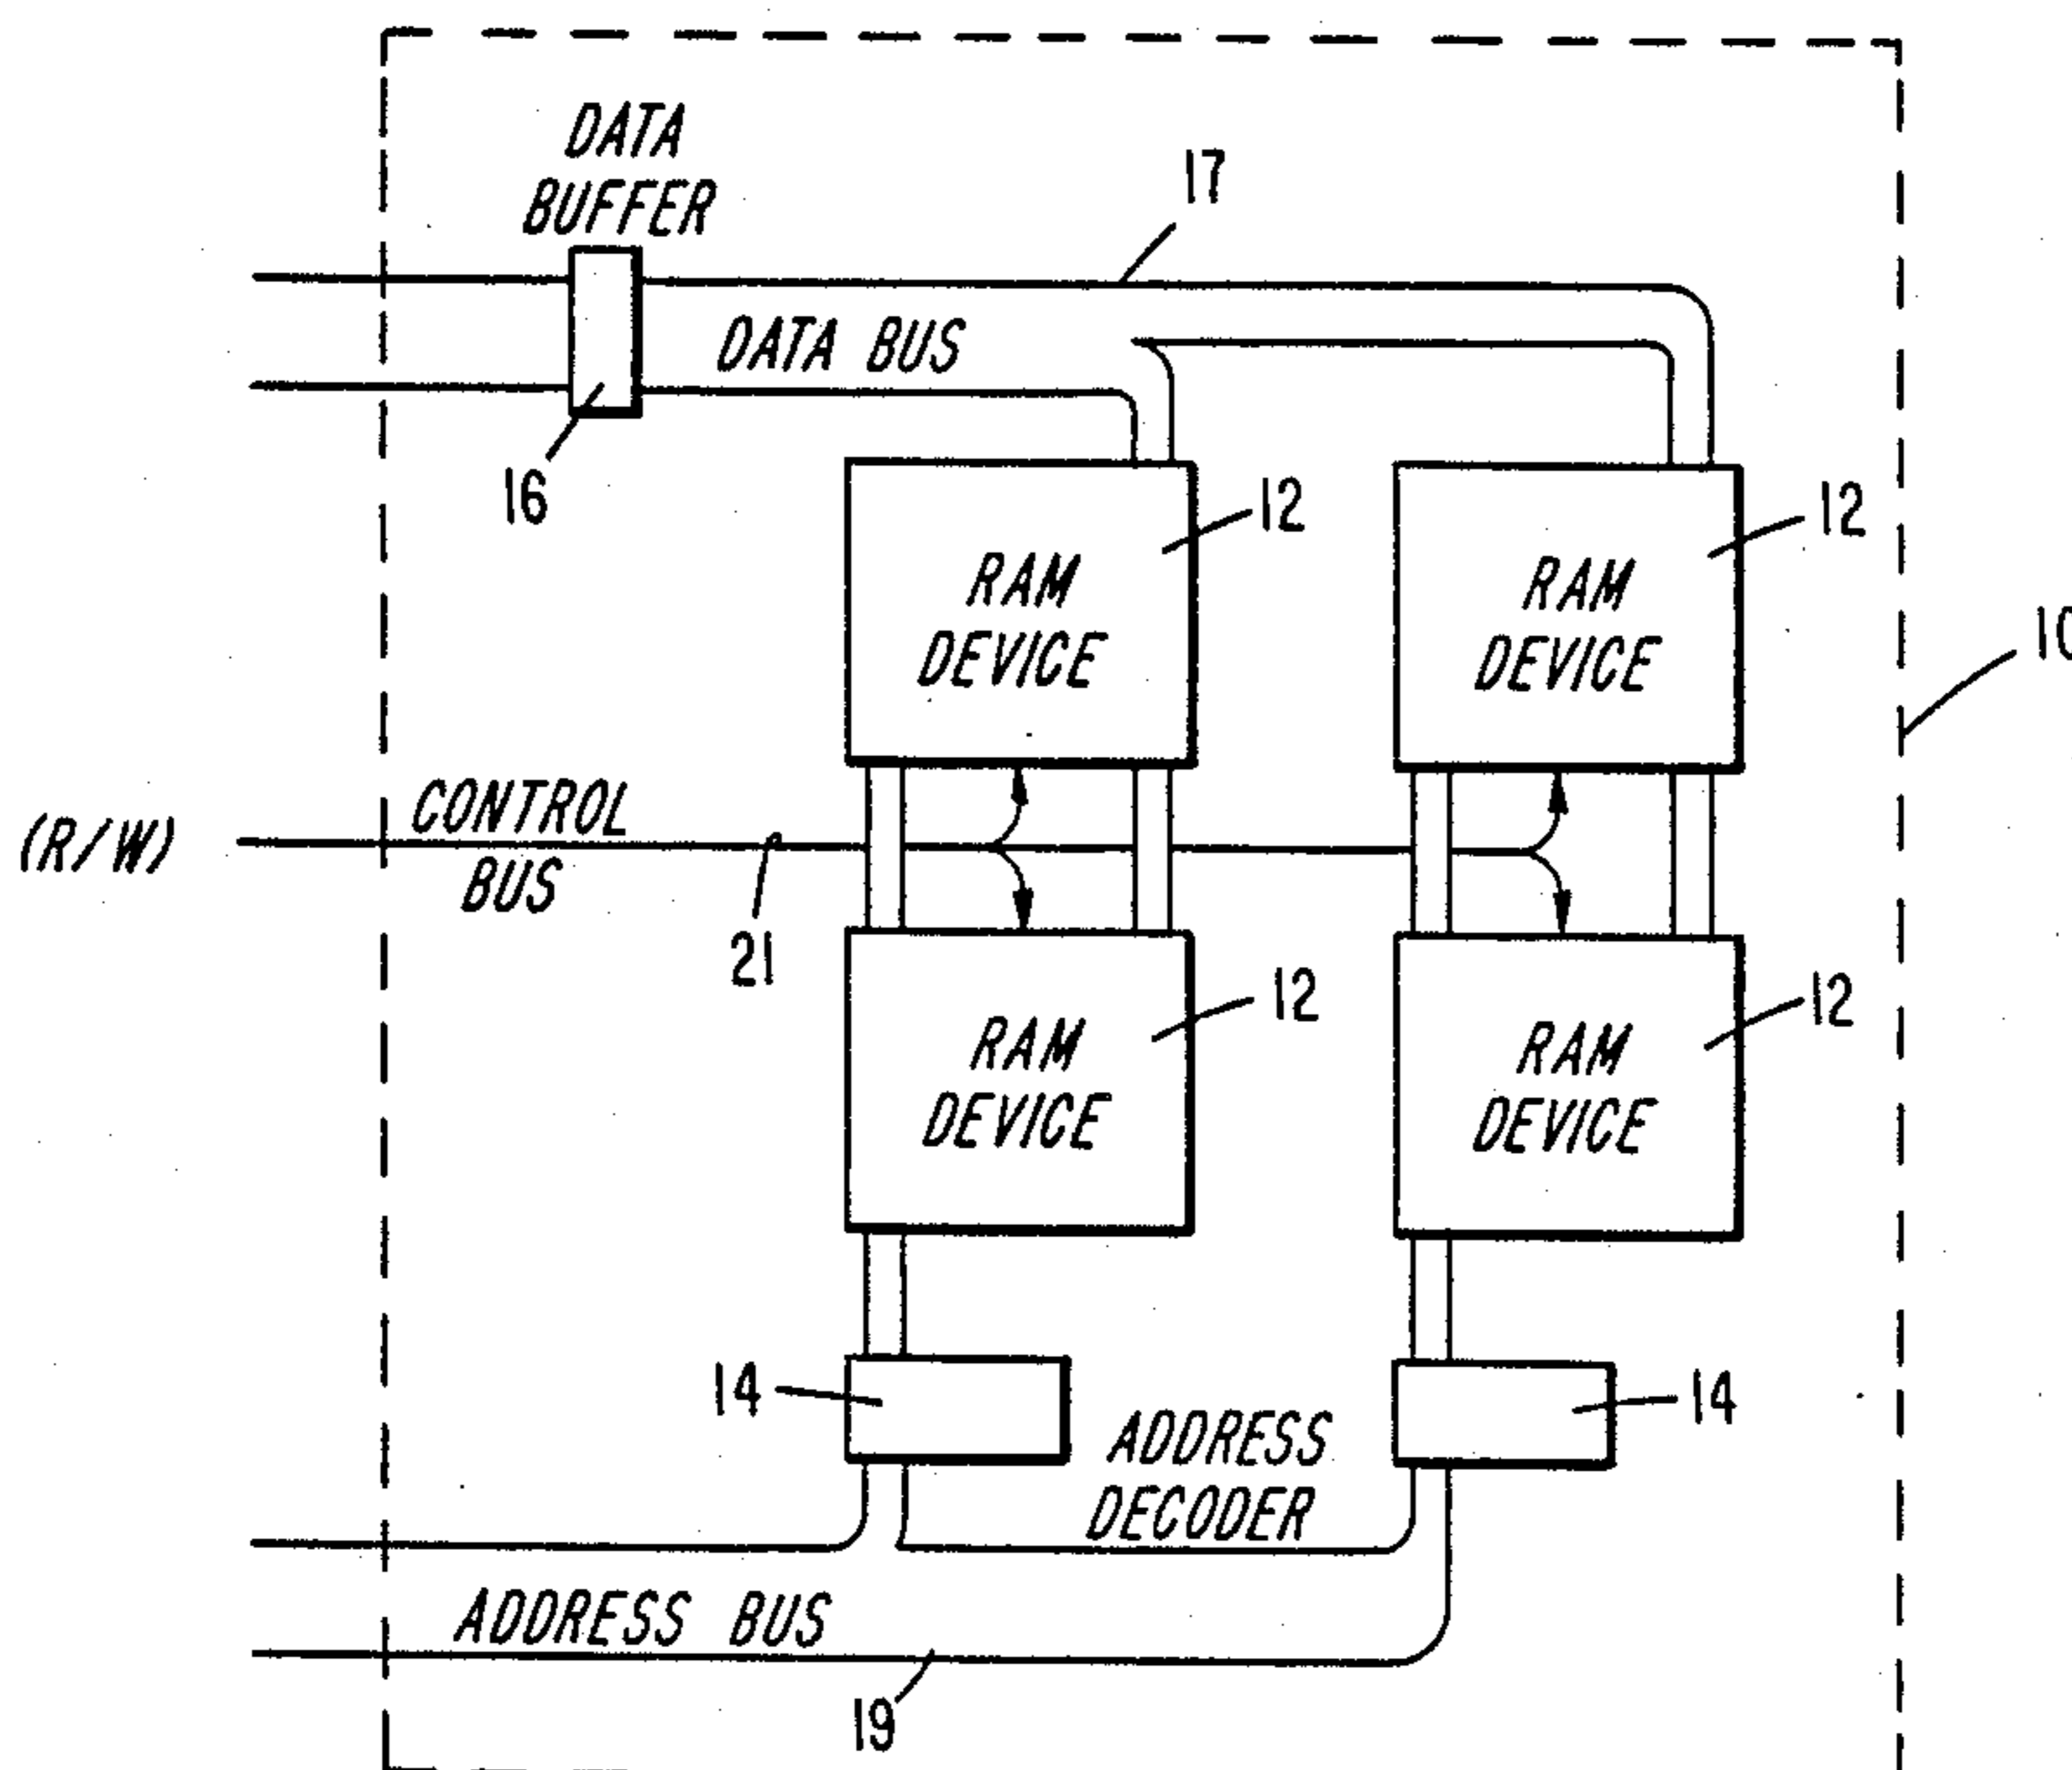 DATA
BUFFER
17
DATA BUS
16
12
12
RAM
DEVICE
RAM
DEVICE
10
(R/W)
CONTROL
BUS
21
12
12
RAM
DEVICE
RAM
DEVICE
14
14
ADDRESS
DECODER
ADDRESS BUS
19